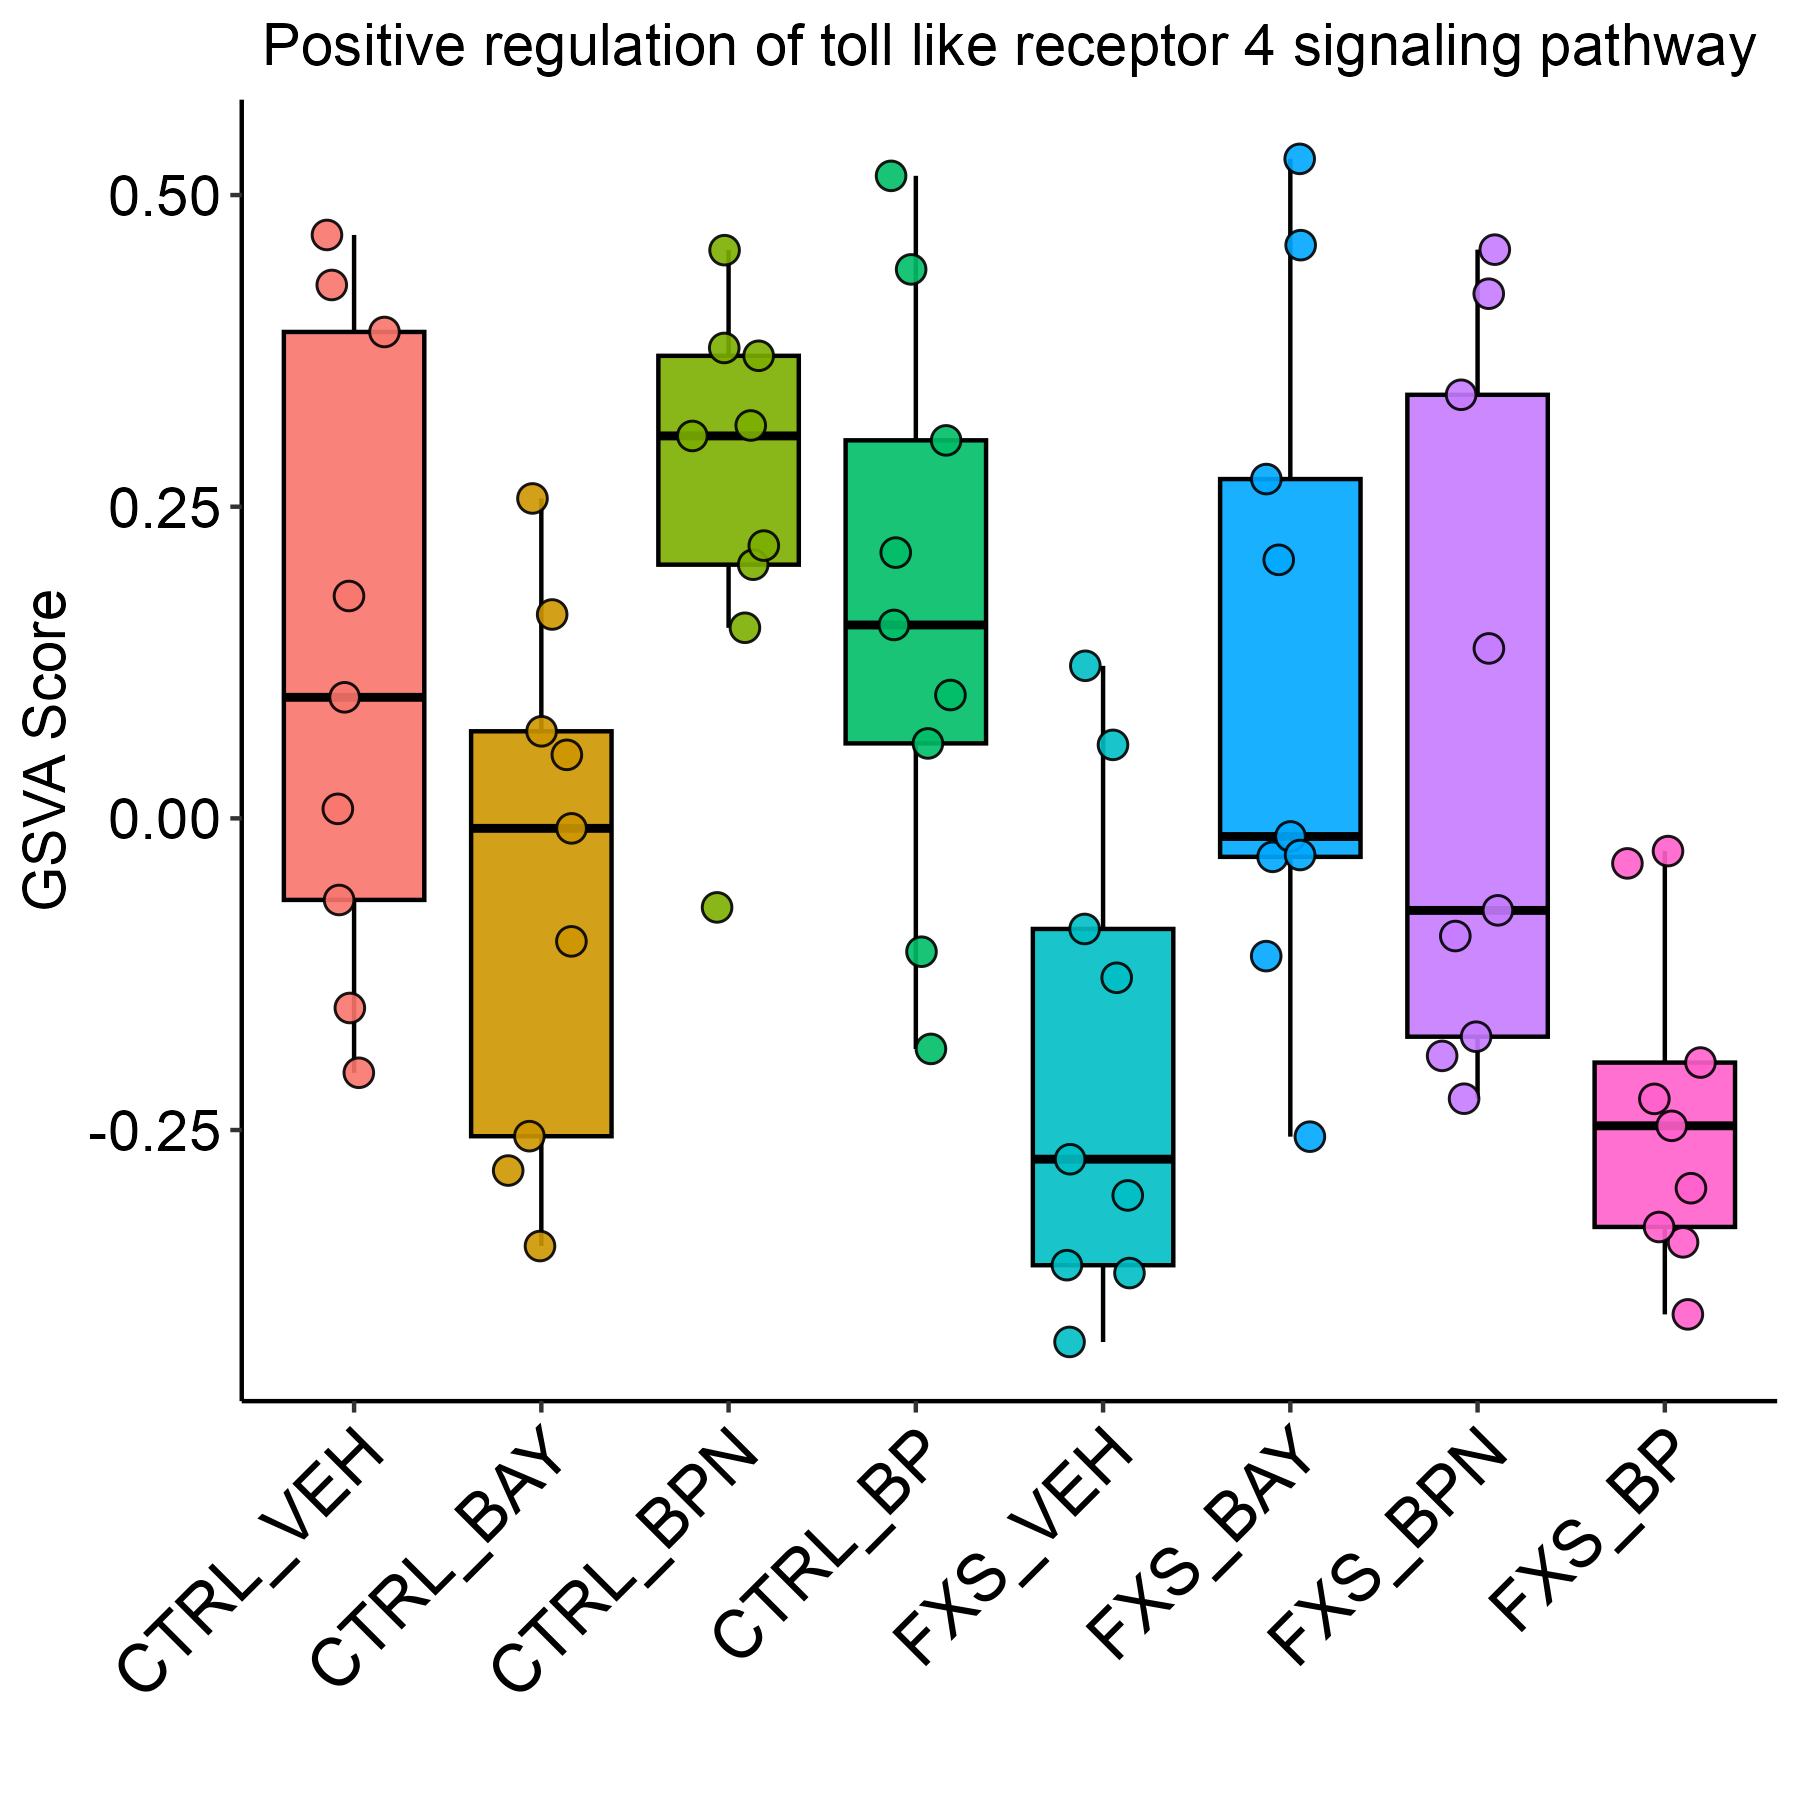 Positive regulation of toll like receptor 4 signaling pathway
GSVA Score
0.50
0.25
0.00
-0.25
CTRL_VEH
CTRL_BAY
CTRL_BPN
CTRL_BP
FXS_VEH
FXS_BAY
FXS_BPN
FXS_BP